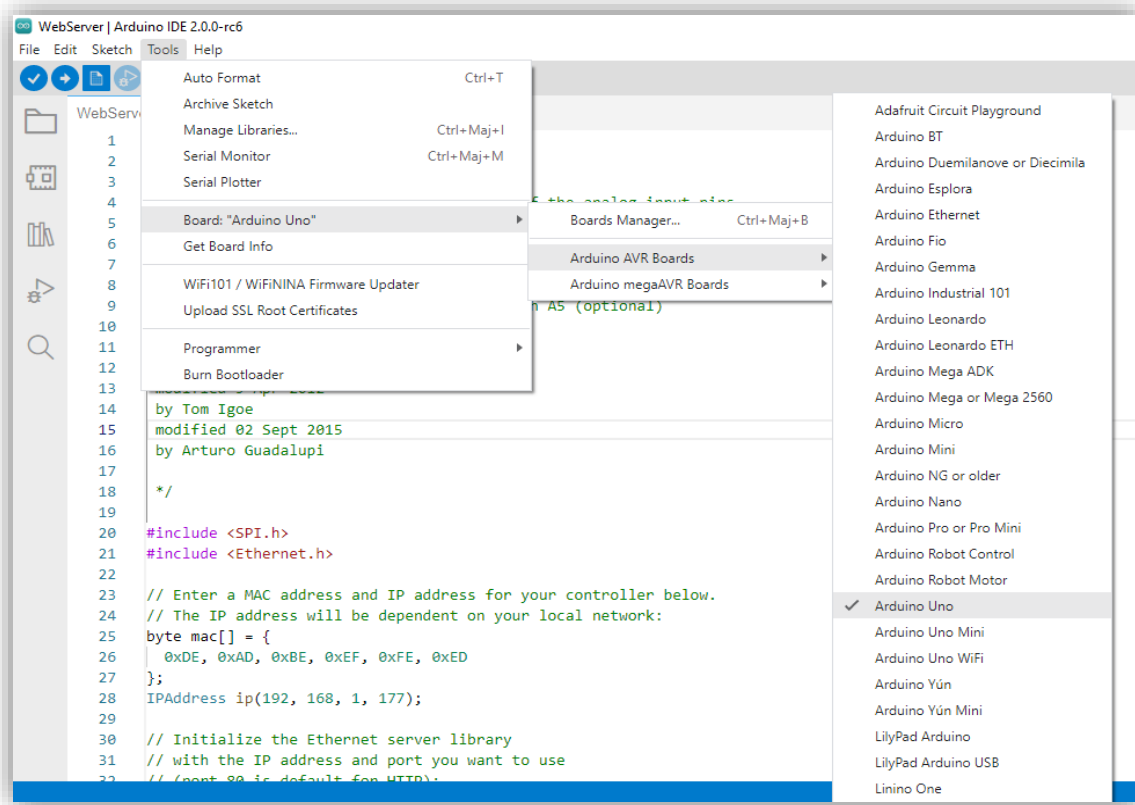 WebServer | Arduino IDE 2.0.0-rc6
File Edit Sketch Tools Help
Auto Format Ctrl+T
Archive Sketch
Manage Libraries... Ctrl+Maj+I
Serial Monitor Ctrl+Maj+M
Serial Plotter
Board: "Arduino Uno"
Get Board Info
WiFi101 / WiFiNINA Firmware Updater
Upload SSL Root Certificates
Programmer
Burn Bootloader
Boards Manager... Ctrl+Maj+B
Arduino AVR Boards
Arduino megaAVR Boards
Adafruit Circuit Playground
Arduino BT
Arduino Duemilanove or Diecimila
Arduino Esplora
Arduino Ethernet
Arduino Fio
Arduino Gemma
Arduino Industrial 101
Arduino Leonardo
Arduino Leonardo ETH
Arduino Mega ADK
Arduino Mega or Mega 2560
Arduino Micro
Arduino Mini
Arduino NG or older
Arduino Nano
Arduino Pro or Pro Mini
Arduino Robot Control
Arduino Robot Motor
Arduino Uno
Arduino Uno Mini
Arduino Uno WiFi
Arduino Yún
Arduino Yún Mini
LilyPad Arduino
LilyPad Arduino USB
Linino One
WebServ
1
2
3
4 the analog input pins
5
6
7
8
9 A5 (optional)
10
11
12
13 modified 9 Apr 2012
14 by Tom Igoe
15 modified 02 Sept 2015
16 by Arturo Guadalupi
17
18 */
19
20 #include <SPI.h>
21 #include <Ethernet.h>
22
23 // Enter a MAC address and IP address for your controller below.
24 // The IP address will be dependent on your local network:
25 byte mac[] = {
26 0xDE, 0xAD, 0xBE, 0xEF, 0xFE, 0xED
27 };
28 IPAddress ip(192, 168, 1, 177);
29
30 // Initialize the Ethernet server library
31 // with the IP address and port you want to use
32 // (port 80 is default for HTTP):